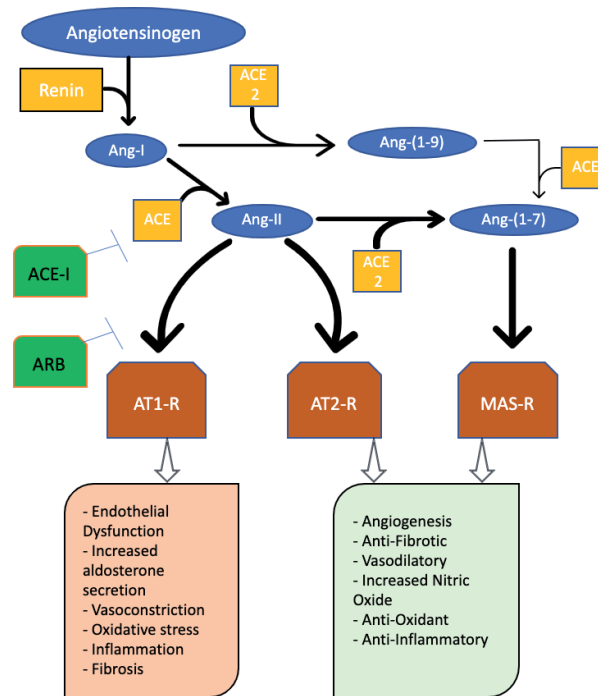 Angiotensinogen
Renin
ACE
2
Ang-I
Ang-(1-9)
ACE
ACE
Ang-II
Ang-(1-7)
ACE
2
ACE-I
ARB
AT1-R
AT2-R
MAS-R
- Endothelial
Dysfunction
- Increased
aldosterone
secretion
- Vasoconstriction
- Oxidative stress
- Inflammation
- Fibrosis
- Angiogenesis
- Anti-Fibrotic
- Vasodilatory
- Increased Nitric
Oxide
- Anti-Oxidant
- Anti-Inflammatory